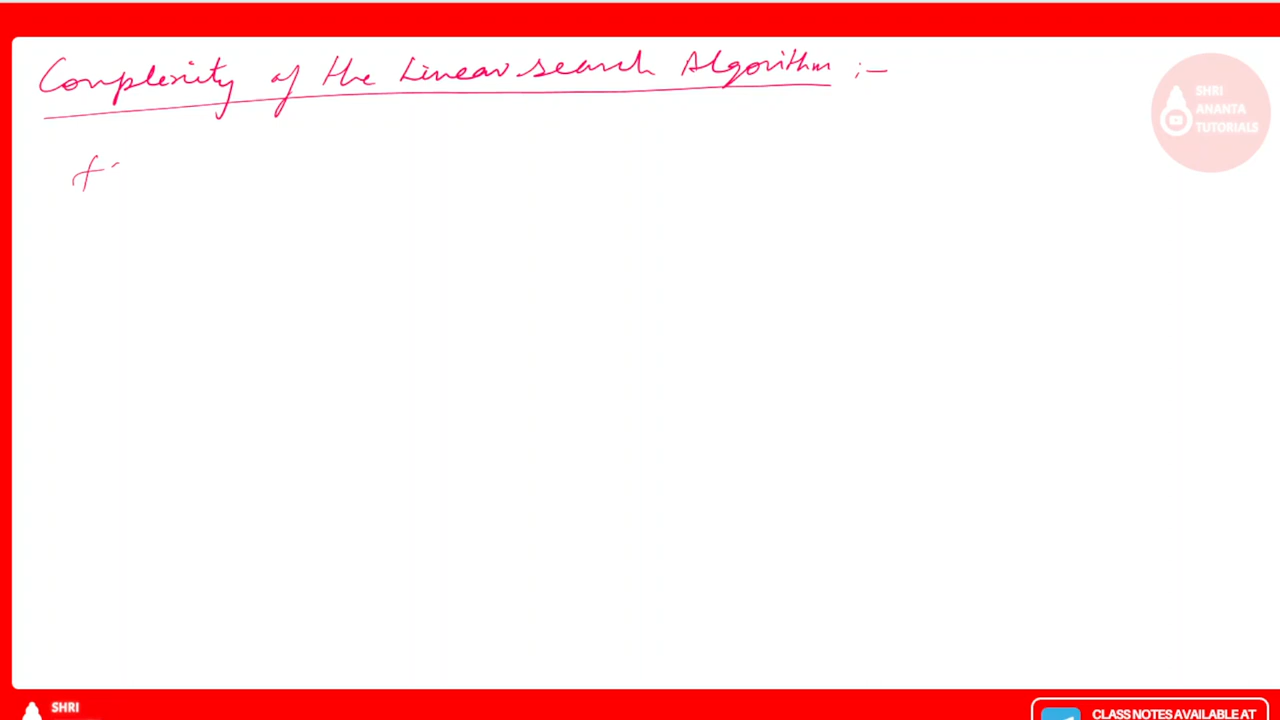 Complexity of the Linear search Algorithm :-
SHRI
ANANTA
TUTORIALS
f
SHRI
CLASS NOTES AVAILABLE AT